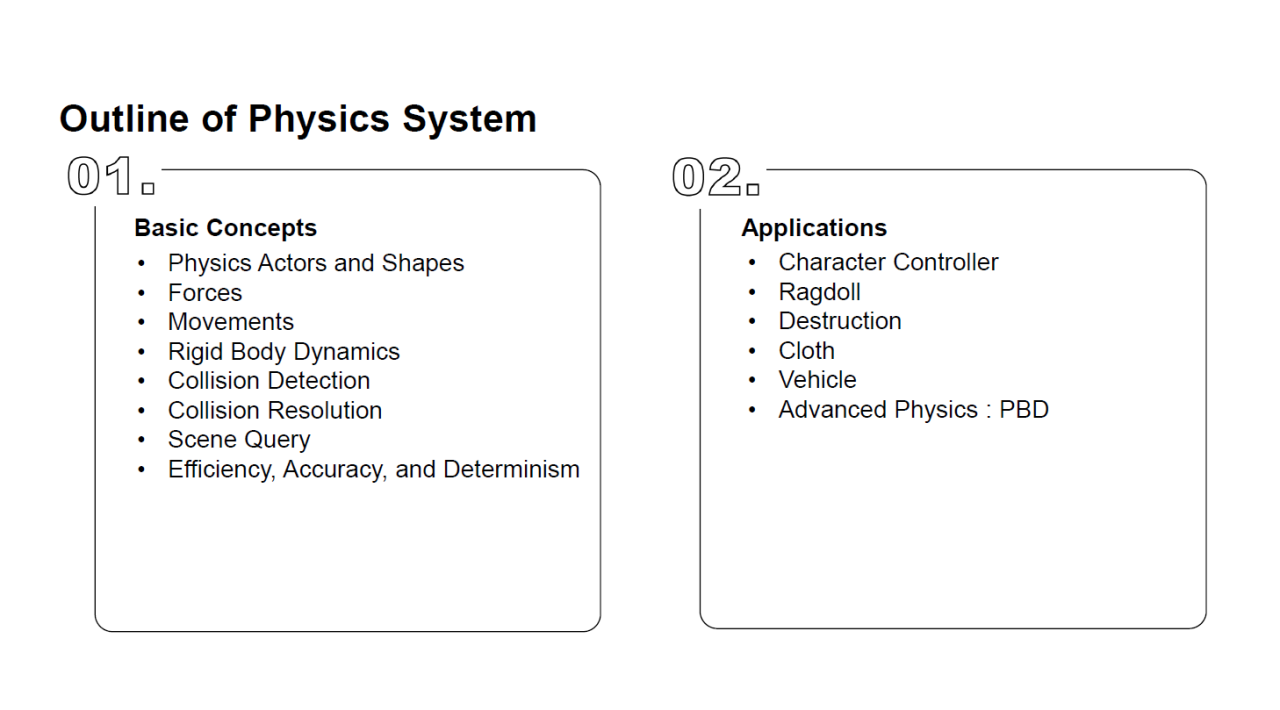 Outline of Physics System
01.
Basic Concepts
• Physics Actors and Shapes
• Forces
• Movements
• Rigid Body Dynamics
• Collision Detection
• Collision Resolution
• Scene Query
• Efficiency, Accuracy, and Determinism
02.
Applications
• Character Controller
• Ragdoll
• Destruction
• Cloth
• Vehicle
• Advanced Physics : PBD